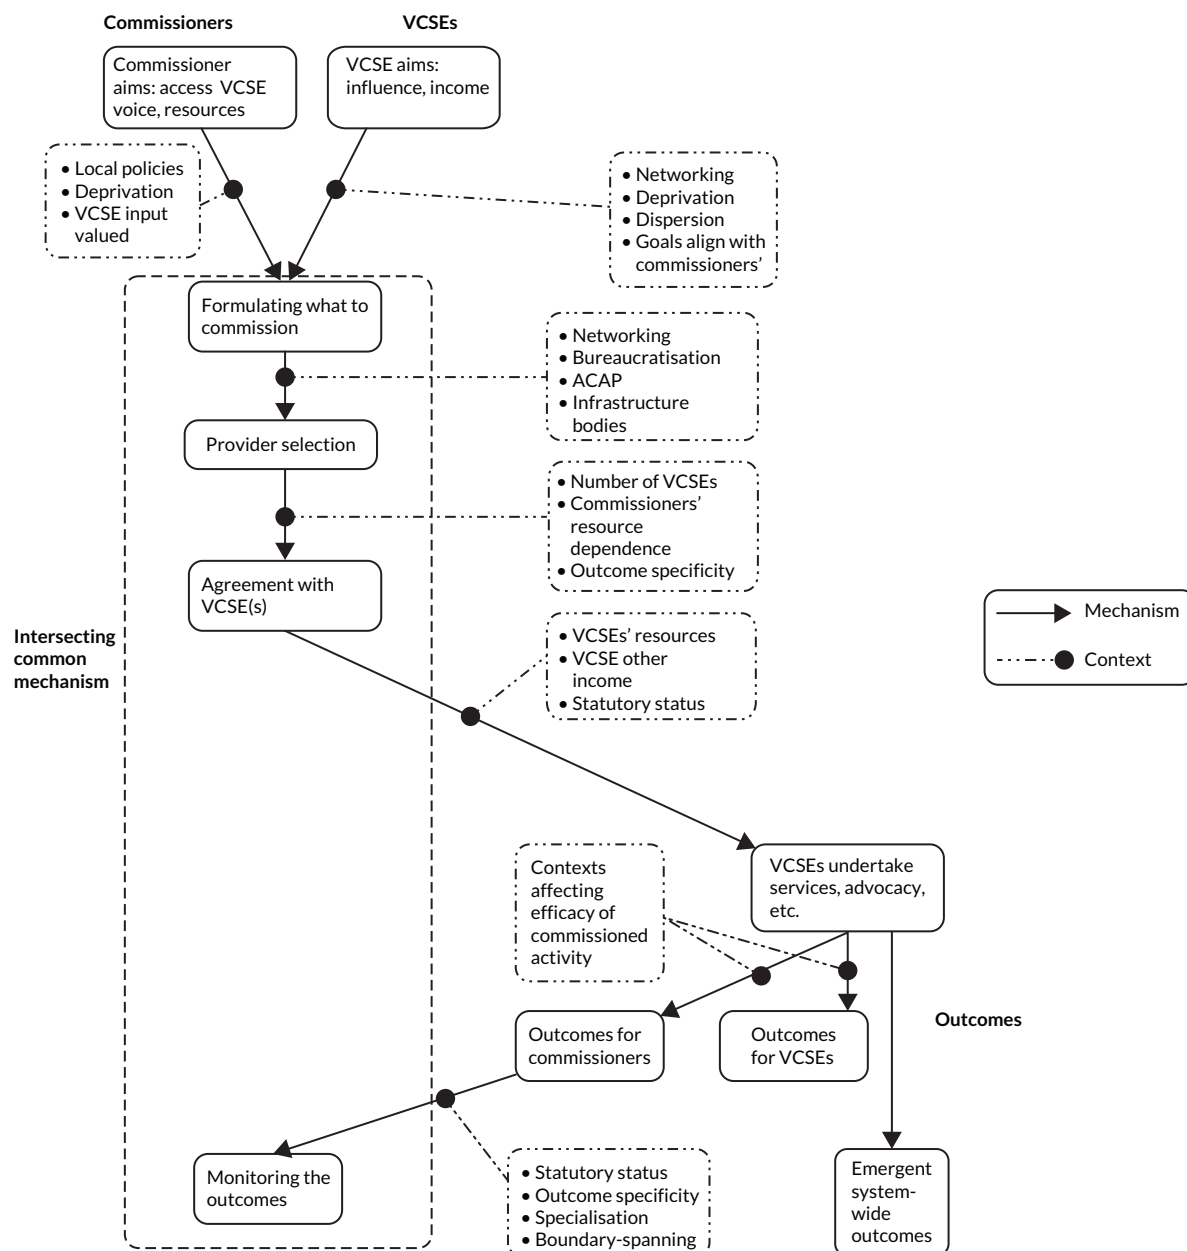 Commissioners
VCSEs
Commissioner
aims: access VCSE
voice, resources
VCSE aims:
influence, income
• Local policies
• Deprivation
• VCSE input
valued
• Networking
• Deprivation
• Dispersion
• Goals align with
commissioners’
Formulating what to
commission
• Networking
• Bureaucratisation
• ACAP
• Infrastructure
bodies
Provider selection
• Number of VCSEs
• Commissioners’
resource
dependence
• Outcome specificity
Agreement with
VCSE(s)
Intersecting
common
mechanism
• VCSEs’ resources
• VCSE other
income
• Statutory status
Mechanism
Context
Contexts
affecting
efficacy of
commissioned
activity
VCSEs undertake
services, advocacy,
etc.
Outcomes for
commissioners
Outcomes
for VCSEs
Outcomes
Monitoring the
outcomes
• Statutory status
• Outcome specificity
• Specialisation
• Boundary-spanning
Emergent
system-
wide
outcomes